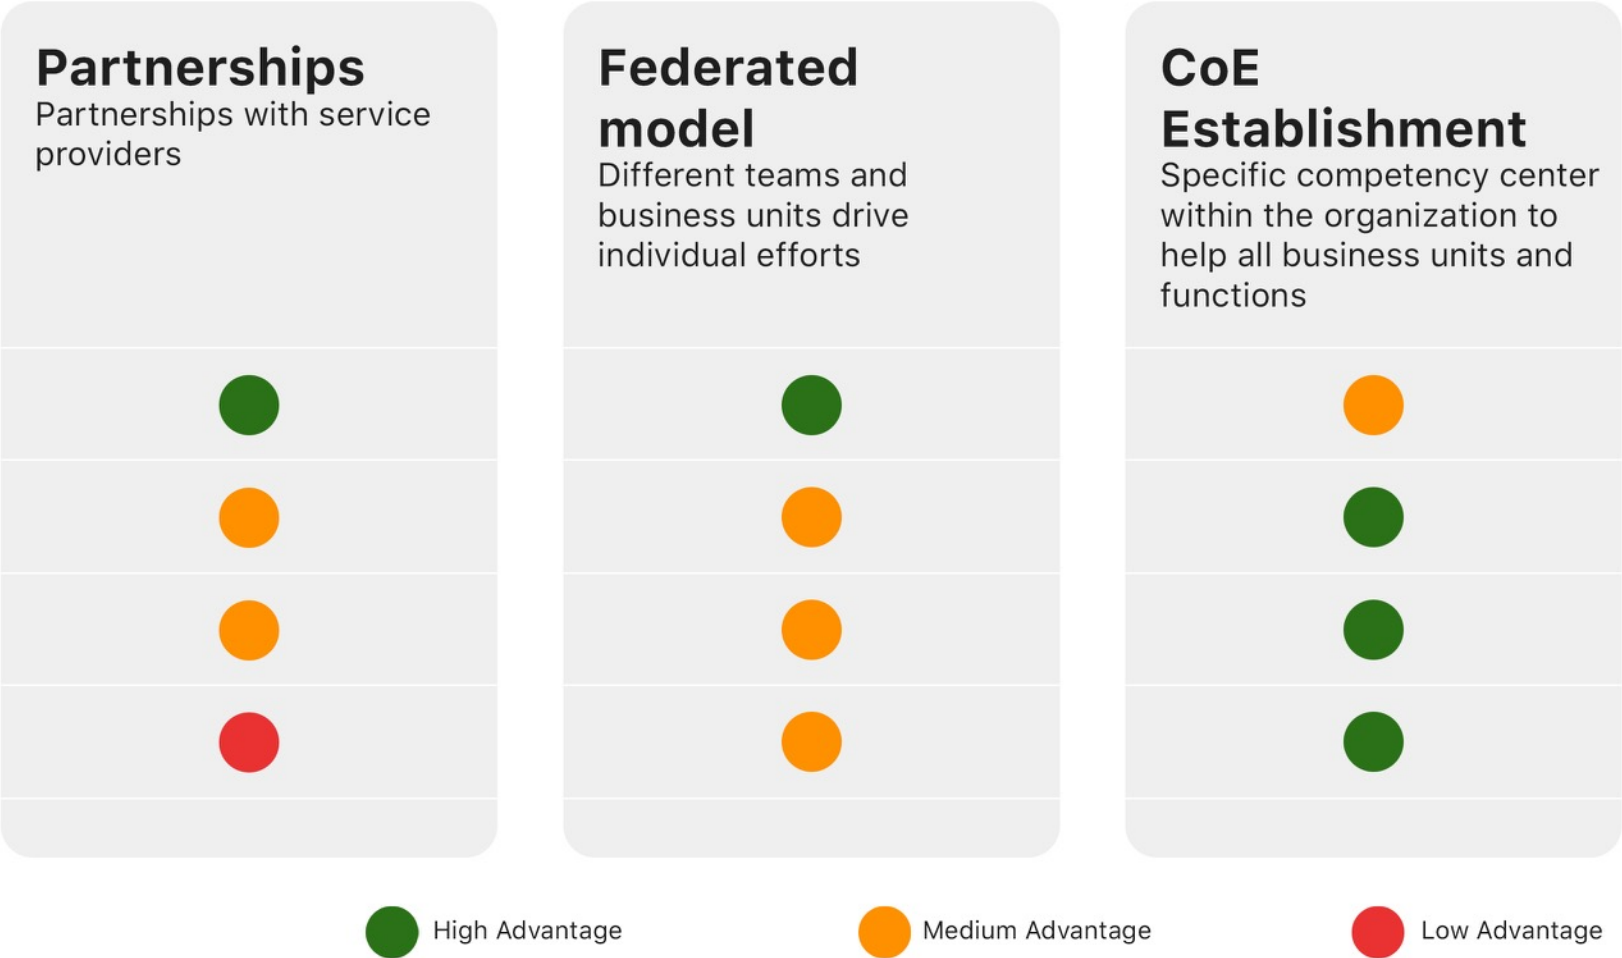 Partnerships
Partnerships with service
providers
Federated
model
Different teams and
business units drive
individual efforts
CoE
Establishment
Specific competency center
within the organization to
help all business units and
functions
High Advantage
Medium Advantage
Low Advantage